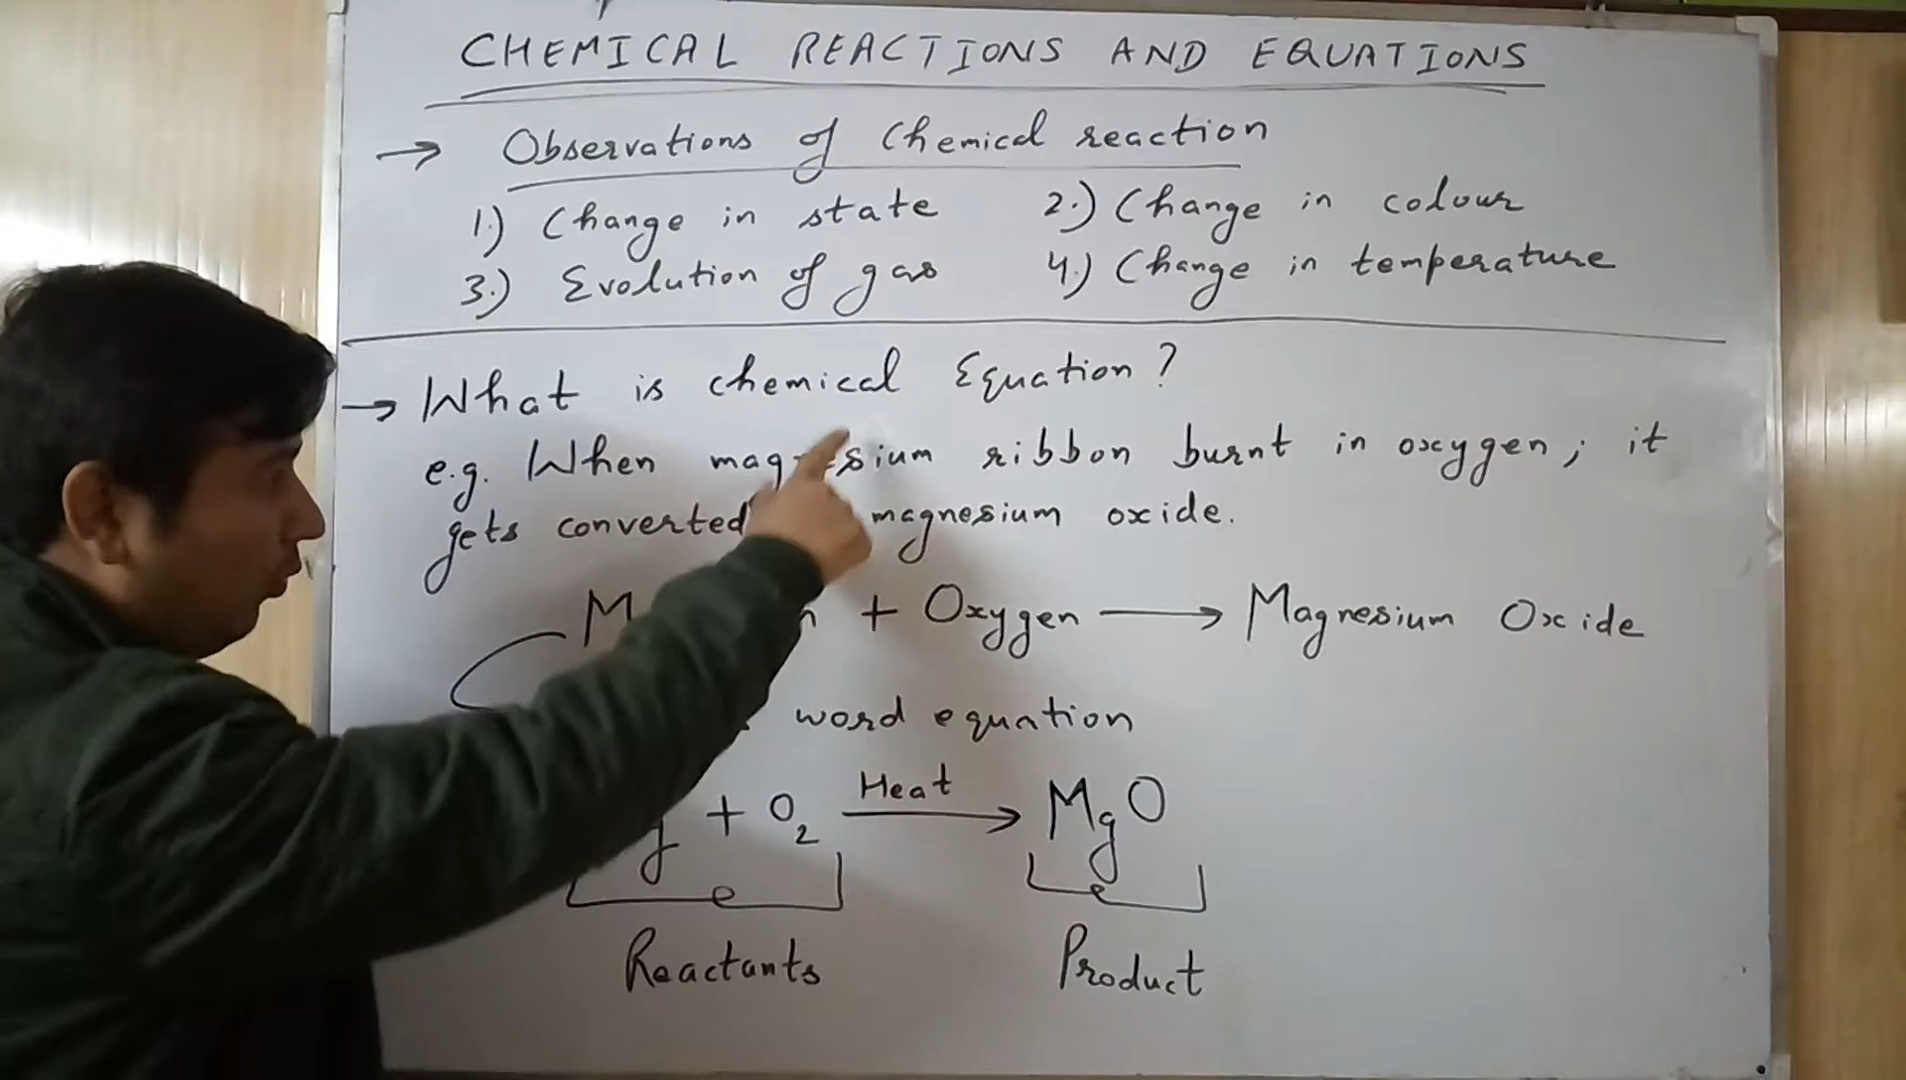 CHEMICAL REACTIONS AND EQUATIONS
→ Observations of Chemical reaction
1.) Change in state 2.) Change in colour
3.) Evolution of gas 4.) Change in temperature
→ What is chemical Equation?
e.g. When magnesium ribbon burnt in oxygen; it
gets converted magnesium oxide.
+ Oxygen → Magnesium Oxide
word equation
+ O₂ Heat → MgO
Reactants Product